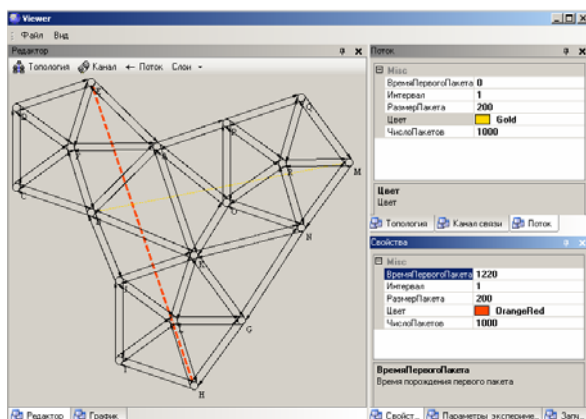 Viewer
Файл Вид
Редактор
Топология Канал Поток Слои
M
N
G
H
Поток
Misc
ВремяПервогоПакета 0
Интервал 1
РазмерПакета 200
Цвет Gold
ЧислоПакетов 1000
Цвет
Цвет
Топология Канал связи Поток
Свойства
Misc
ВремяПервогоПакета 1220
Интервал 1
РазмерПакета 200
Цвет OrangeRed
ЧислоПакетов 1000
ВремяПервогоПакета
Время порождения первого пакета
Редактор График
Свойст... Параметры эксперимe... Запу...